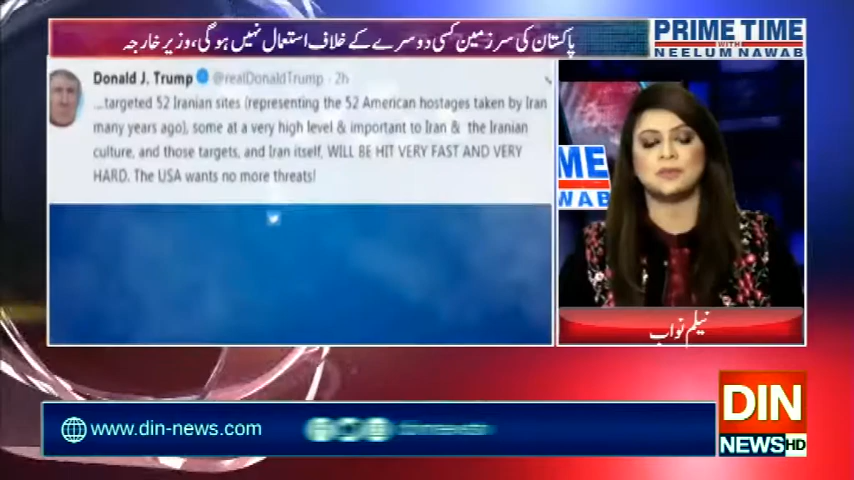 پاکستان کی سرزمین کسی دوسرے کے خلاف استعمال نہیں ہوگی، وزیر خارجہ
PRIME TIME
WITH
NEELUM NAWAB
Donald J. Trump @realDonaldTrump · 2h
...targeted 52 Iranian sites (representing the 52 American hostages taken by Iran
many years ago), some at a very high level & important to Iran & the Iranian
culture, and those targets, and Iran itself, WILL BE HIT VERY FAST AND VERY
HARD. The USA wants no more threats!
IME
AWAB
نیلم نواب
www.din-news.com
DIN
NEWS HD